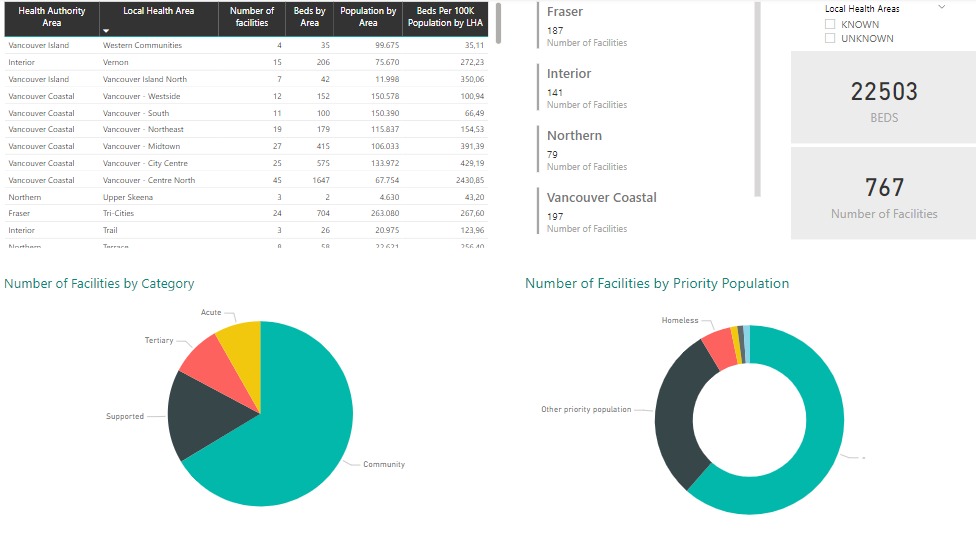 Health Authority Area Local Health Area Number of facilities Beds by Area Population by Area Beds Per 100K Population by LHA
Vancouver Island Western Communities 4 35 99.675 35,11
Interior Vernon 15 206 75.670 272,23
Vancouver Island Vancouver Island North 7 42 11.998 350,06
Vancouver Coastal Vancouver - Westside 12 152 150.578 100,94
Vancouver Coastal Vancouver - South 11 100 150.390 66,49
Vancouver Coastal Vancouver - Northeast 19 179 115.837 154,53
Vancouver Coastal Vancouver - Midtown 27 415 106.033 391,39
Vancouver Coastal Vancouver - City Centre 25 575 133.972 429,19
Vancouver Coastal Vancouver - Centre North 45 1647 67.754 2430,85
Northern Upper Skeena 3 2 4.630 43,20
Fraser Tri-Cities 24 704 263.080 267,60
Interior Trail 3 26 20.975 123,96
Northern Terrace 8 58 22.621 256,40
Fraser
187
Number of Facilities
Interior
141
Number of Facilities
Northern
79
Number of Facilities
Vancouver Coastal
197
Number of Facilities
Local Health Areas
KNOWN
UNKNOWN
22503
BEDS
767
Number of Facilities
Number of Facilities by Category
Acute
Tertiary
Supported
Community
Number of Facilities by Priority Population
Homeless
Other priority population
-